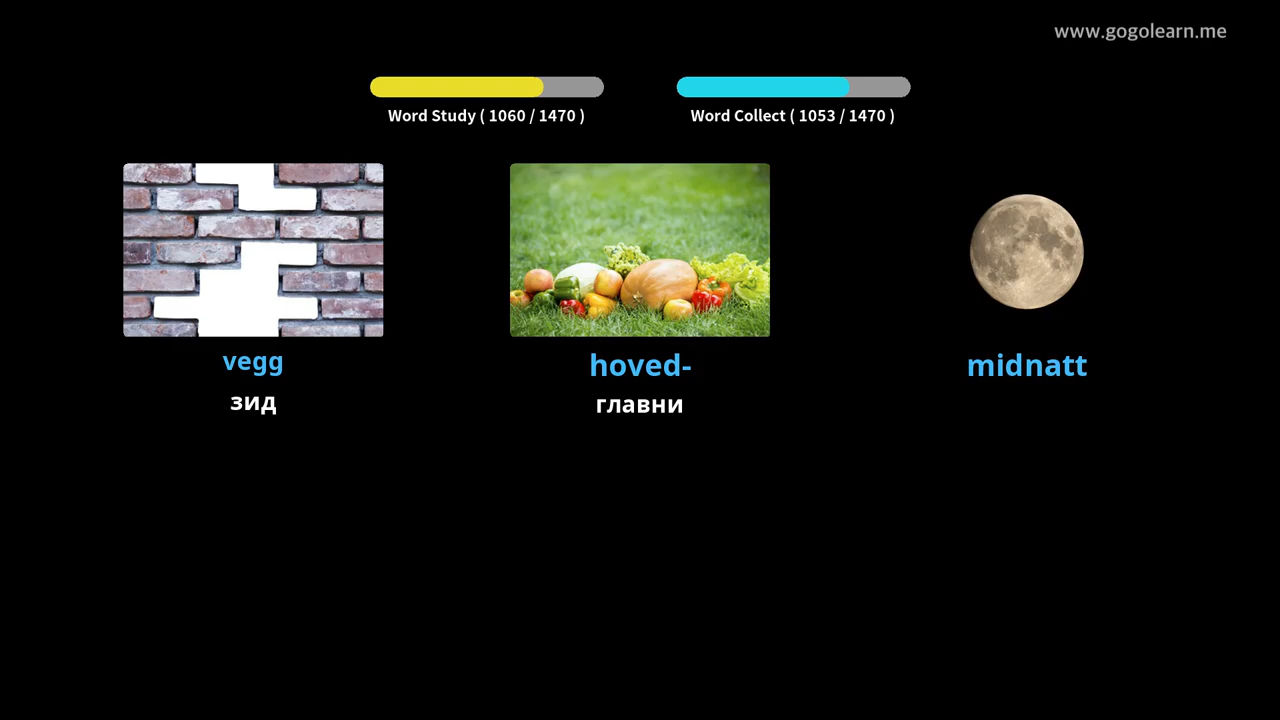 www.gogolearn.me
Word Study ( 1060 / 1470 )
Word Collect ( 1053 / 1470 )
vegg
hoved-
midnatt
зид
главни